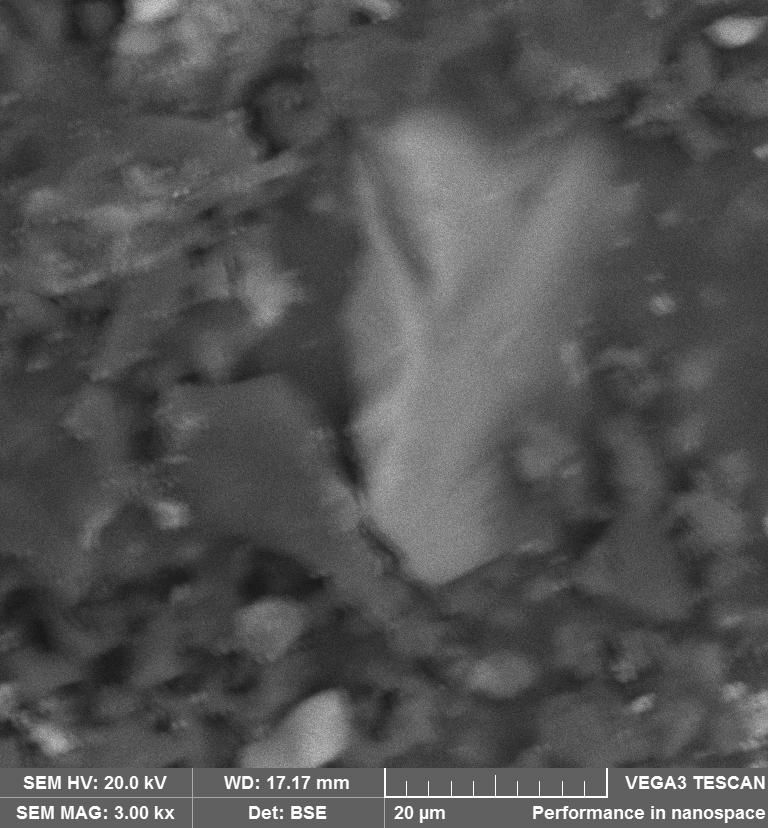 SEM HV: 20.0 kV WD: 17.17 mm VEGA3 TESCAN
SEM MAG: 3.00 kx Det: BSE 20 µm Performance in nanospace